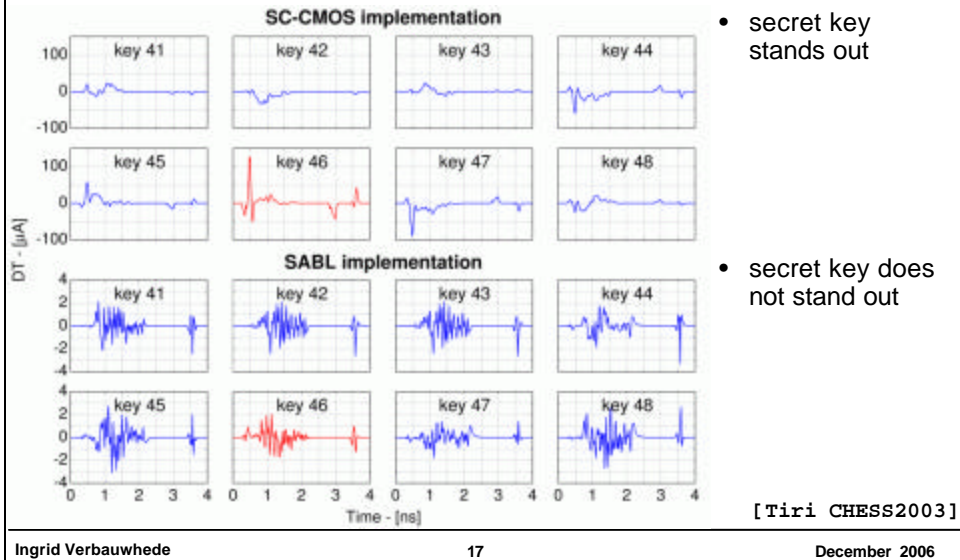 SC-CMOS implementation
key 41 key 42 key 43 key 44
100
0
-100
key 45 key 46 key 47 key 48
100
0
-100
DT - [µA]
SABL implementation
key 41 key 42 key 43 key 44
4
2
0
-2
-4
key 45 key 46 key 47 key 48
4
2
0
-2
-4
0 1 2 3 4 0 1 2 3 4 0 1 2 3 4 0 1 2 3 4
Time - [ns]
• secret key
stands out
• secret key does
not stand out
[Tiri CHESS2003]
Ingrid Verbauwhede 17 December 2006